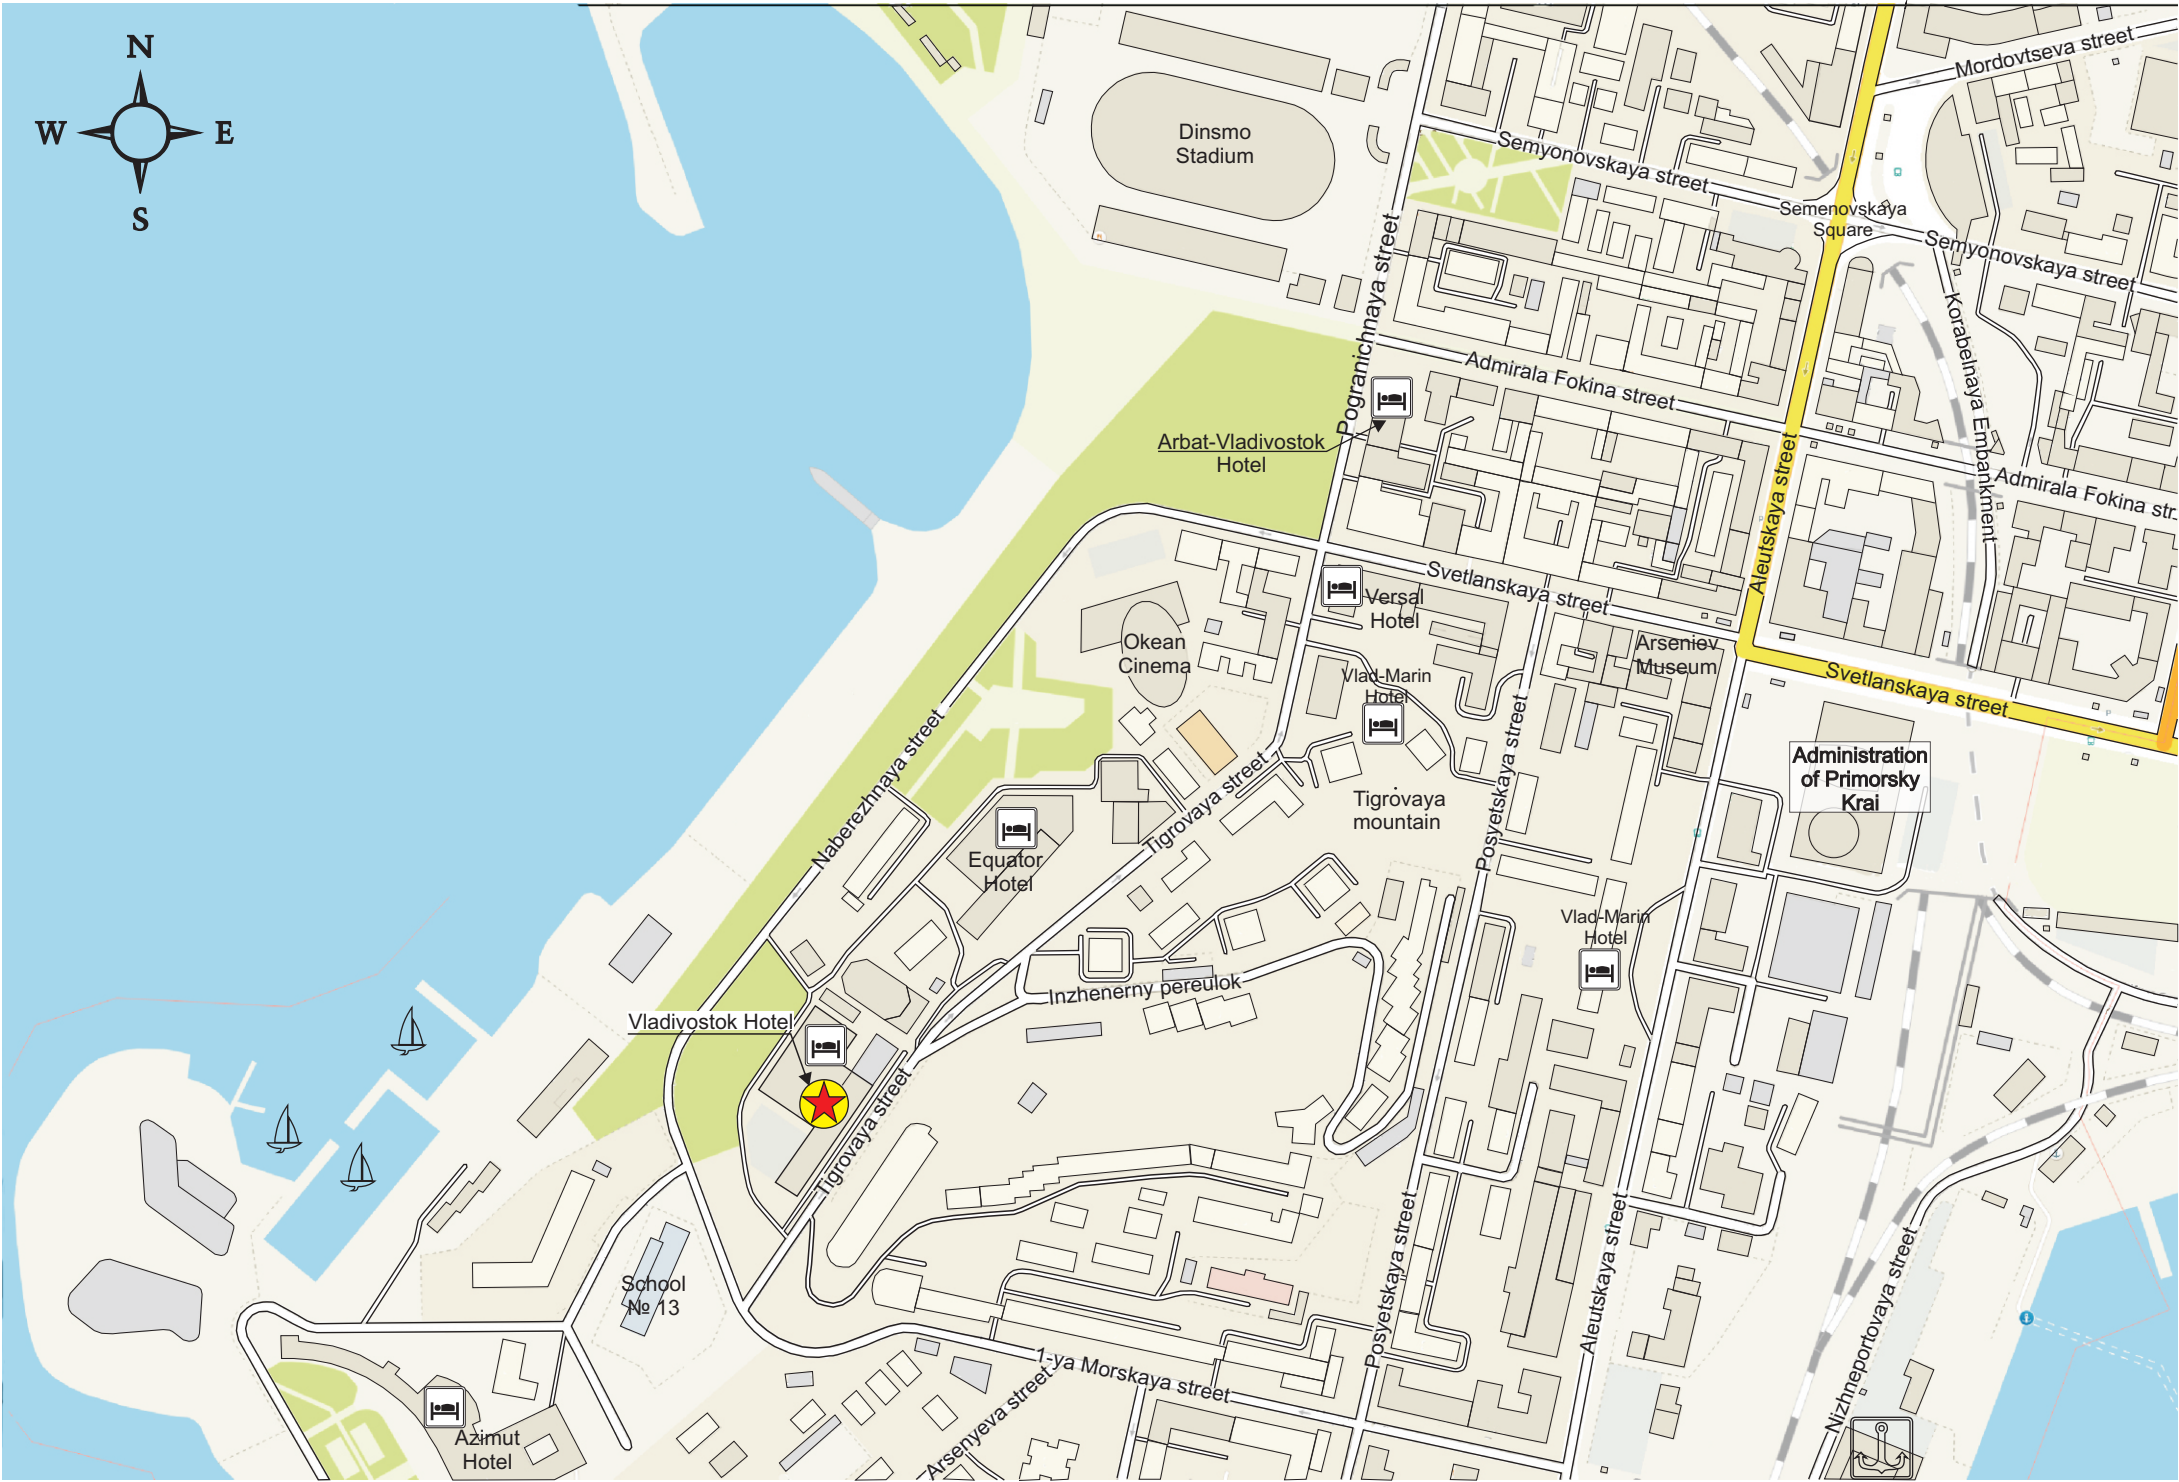 N
W
E
S
Dinsmo
Stadium
Mordovtseva street
Semyonovskaya street
Semenovskaya
Square
Semyonovskaya street
Pogranichnaya street
Korabelnaya Embankment
Admirala Fokina street
Arbat-Vladivostok
Hotel
Aleutskaya street
Admirala Fokina str.
Svetlanskaya street
Versal
Hotel
Okean
Cinema
Arseniev
Museum
Vlad-Marin
Hotel
Svetlanskaya street
Naberezhnaya street
Posyetskaya street
Administration
of Primorsky
Krai
Tigrovaya street
Tigrovaya
mountain
Equator
Hotel
Vlad-Marin
Hotel
Inzhenerny pereulok
Vladivostok Hotel
Tigrovaya street
School
№ 13
Posyetskaya street
Aleutskaya street
Nizhneportovaya street
1-ya Morskaya street
Arsenyeva street
Azimut
Hotel